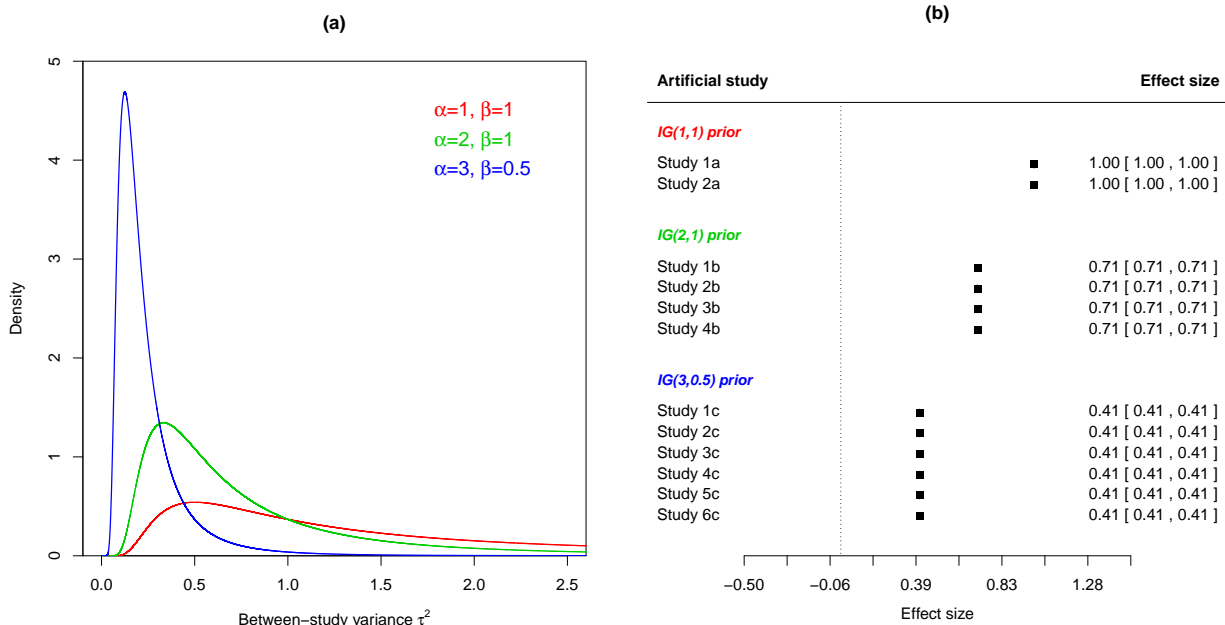 (a)
5
4
3
2
1
0
Density
α=1, β=1
α=2, β=1
α=3, β=0.5
0.0 0.5 1.0 1.5 2.0 2.5
Between−study variance τ²
(b)
Artificial study Effect size
IG(1,1) prior
Study 1a 1.00 [ 1.00 , 1.00 ]
Study 2a 1.00 [ 1.00 , 1.00 ]
IG(2,1) prior
Study 1b 0.71 [ 0.71 , 0.71 ]
Study 2b 0.71 [ 0.71 , 0.71 ]
Study 3b 0.71 [ 0.71 , 0.71 ]
Study 4b 0.71 [ 0.71 , 0.71 ]
IG(3,0.5) prior
Study 1c 0.41 [ 0.41 , 0.41 ]
Study 2c 0.41 [ 0.41 , 0.41 ]
Study 3c 0.41 [ 0.41 , 0.41 ]
Study 4c 0.41 [ 0.41 , 0.41 ]
Study 5c 0.41 [ 0.41 , 0.41 ]
Study 6c 0.41 [ 0.41 , 0.41 ]
−0.50 −0.06 0.39 0.83 1.28
Effect size